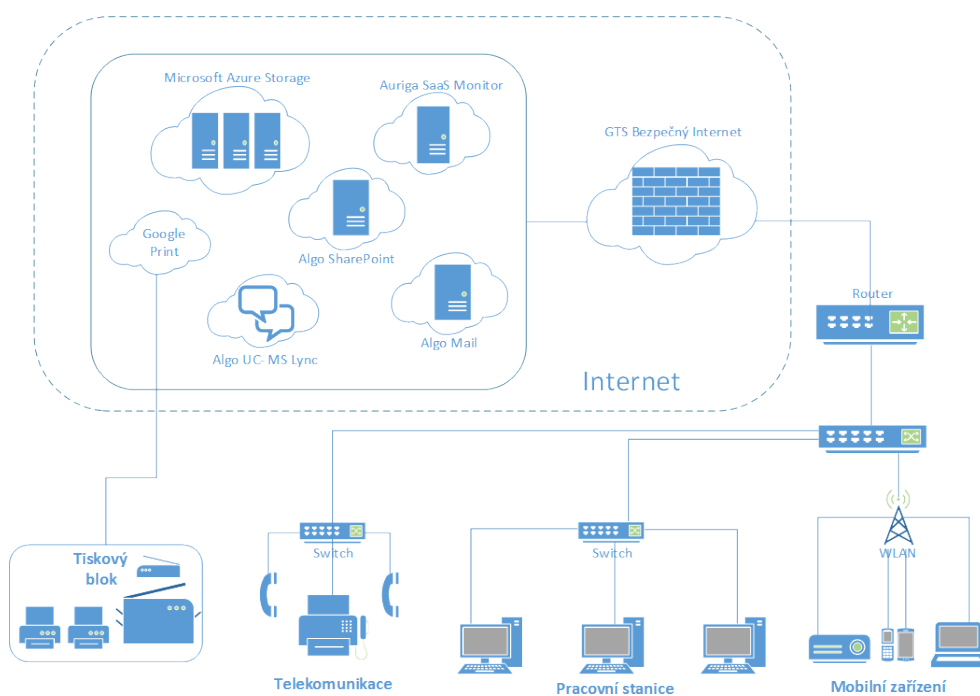 Microsoft Azure Storage
Auriga SaaS Monitor
GTS Bezpečný Internet
Google
Print
Algo SharePoint
Algo UC- MS Lync
Algo Mail
Router
Internet
Switch
Switch
WLAN
Tiskový
blok
Telekomunikace
Pracovní stanice
Mobilní zařízení